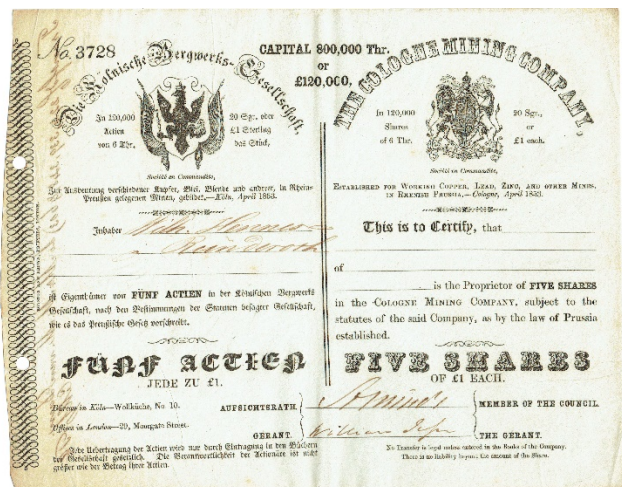 No. 3728
CAPITAL 800,000 Thr.
or
£120,000,
Die Kölnische Bergwerks-Gesellschaft,
In 120,000
Actien
von 6 Thr.
20 Sgr. oder
£1 Sterling
das Stück,
Société en Commandite,
Zur Ausbeutung verschiedener Kupfer, Blei, Blende und anderer, in Rhein-
Preußen gelegenen Minen, gebildet.—Köln, April 1853.
Inhaber
ist Eigenthümer von FÜNF ACTIEN in der Kölnischen Bergwerks
Gesellschaft, nach den Bestimmungen der Statuten besagter Gesellschaft,
wie es das Preußische Gesetz vorschreibt.
FÜNF ACTIEN
JEDE ZU £1.
Büreau in Köln—Wollküche, No. 10.
Office in London—29, Moorgate Street.
AUFSICHTSRATH,
GERANT.
Jede Uebertragung der Actien wird nur durch Eintragung in den Büchern
der Gesellschaft gesetzlich. Die Verantwortlichkeit der Actionäre ist nicht
größer wie der Betrag ihrer Actien.
THE COLOGNE MINING COMPANY,
In 120,000
Shares
of 6 Thr.
20 Sgr.,
or
£1 each.
Société en Commandite,
ESTABLISHED FOR WORKING COPPER, LEAD, ZINC, AND OTHER MINES,
IN RHENISH PRUSSIA,—Cologne, April 1853.
This is to Certify, that
of
is the Proprietor of FIVE SHARES
in the COLOGNE MINING COMPANY, subject to the
statutes of the said Company, as by the law of Prussia
established.
FIVE SHARES
OF £1 EACH.
MEMBER OF THE COUNCIL.
William
THE GERANT.
No Transfer is legal unless entered in the Books of the Company.
There is no liability beyond the amount of the Share.